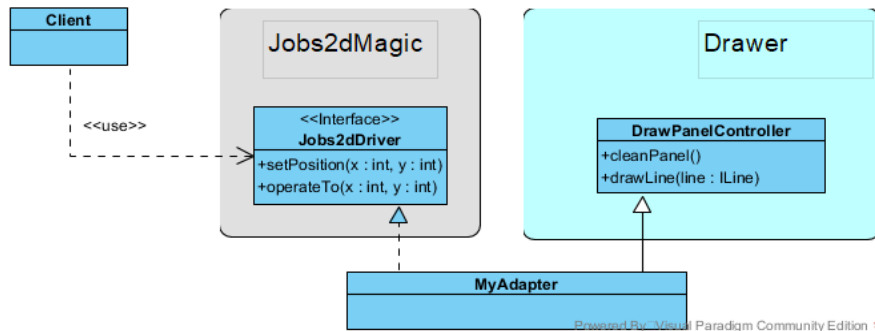 Client
Jobs2dMagic
Drawer
<<use>>
<<Interface>>
Jobs2dDriver
+setPosition(x : int, y : int)
+operateTo(x : int, y : int)
DrawPanelController
+cleanPanel()
+drawLine(line : ILine)
MyAdapter
Powered By Visual Paradigm Community Edition